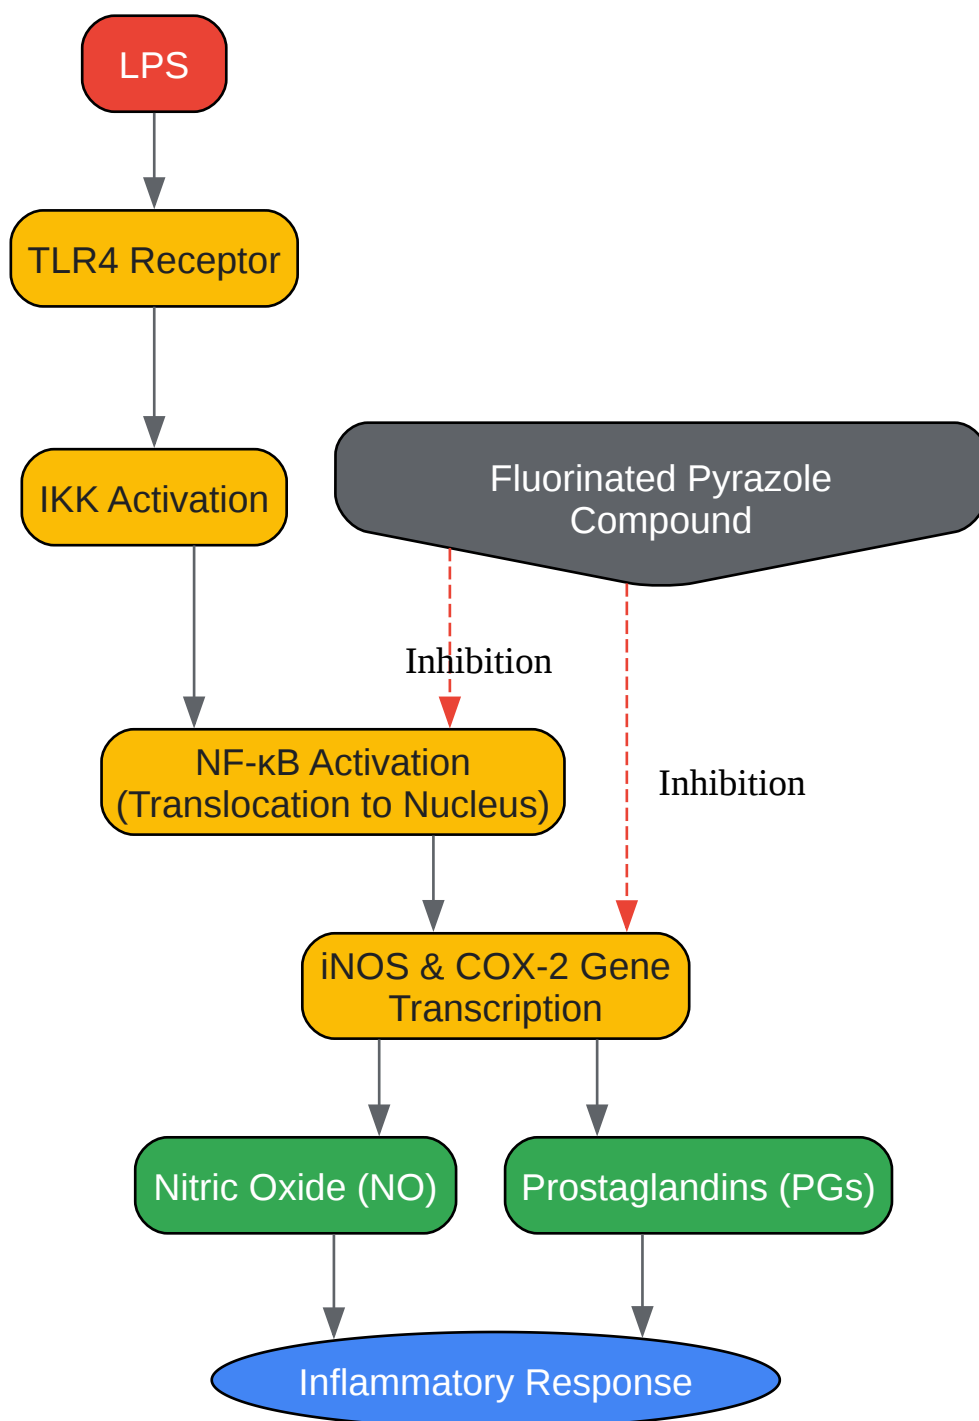 LPS
TLR4 Receptor
IKK Activation
Fluorinated Pyrazole
Compound
Inhibition
NF-κB Activation
(Translocation to Nucleus)
Inhibition
iNOS & COX-2 Gene
Transcription
Nitric Oxide (NO)
Prostaglandins (PGs)
Inflammatory Response